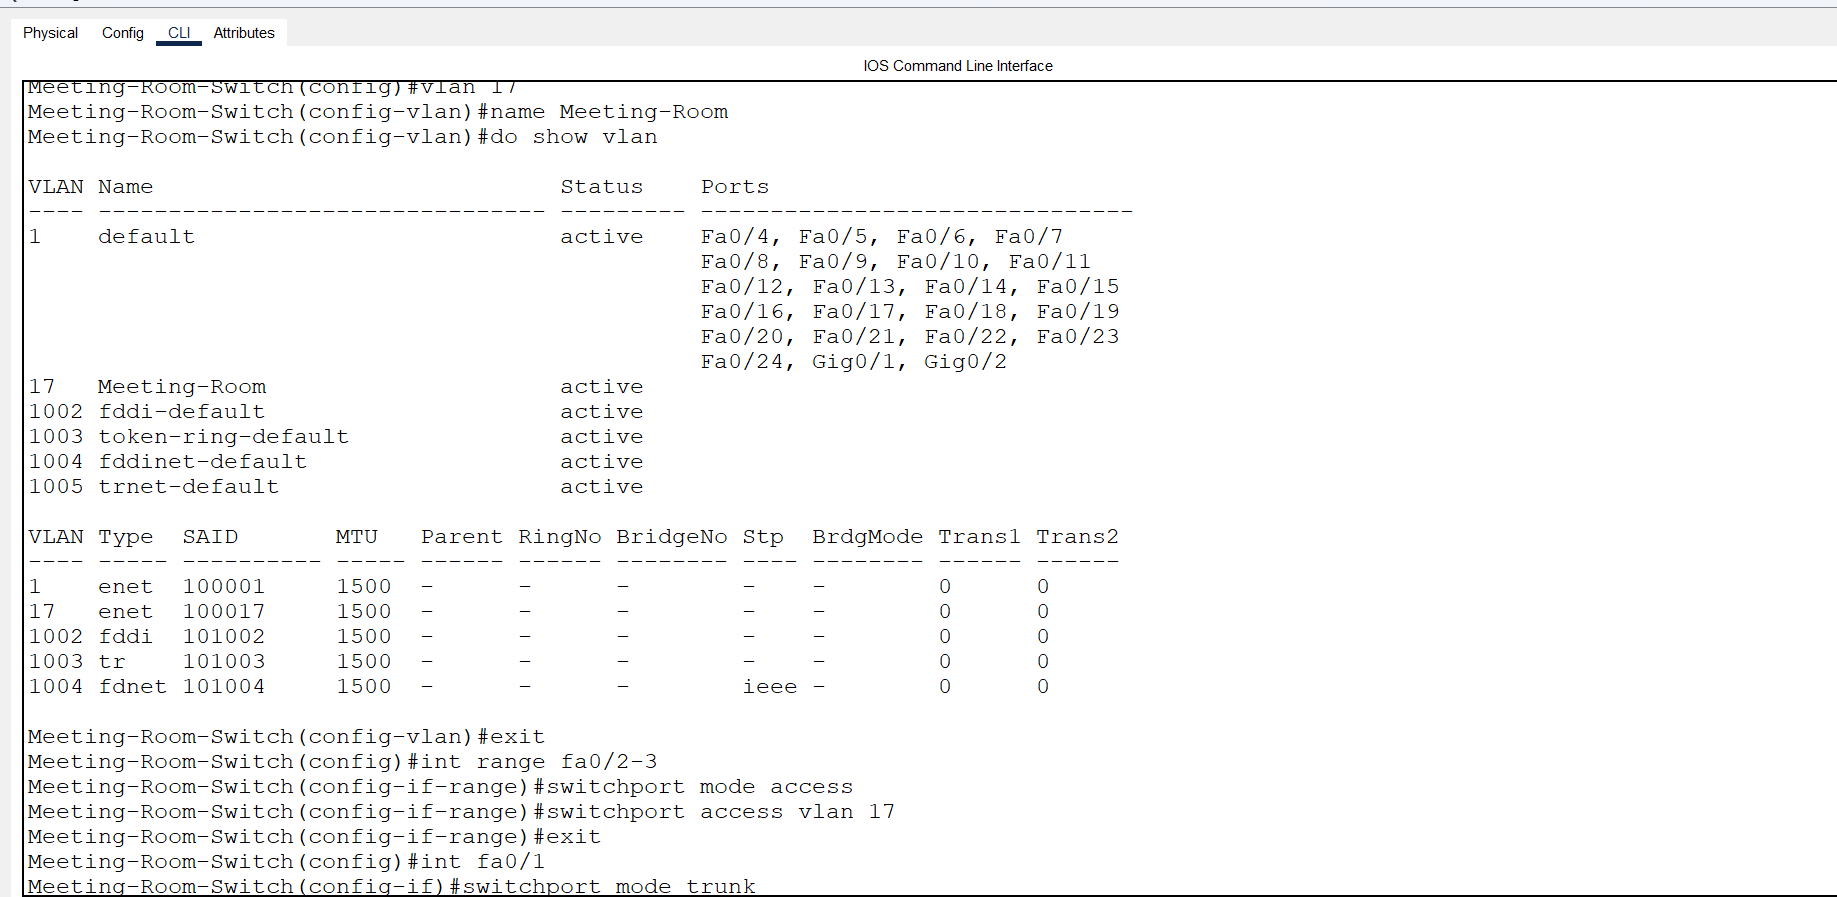 Physical Config CLI Attributes
IOS Command Line Interface
Meeting-Room-Switch(config)#vlan 17
Meeting-Room-Switch(config-vlan)#name Meeting-Room
Meeting-Room-Switch(config-vlan)#do show vlan
VLAN Name                             Status    Ports
---- -------------------------------- --------- -------------------------------
1    default                          active    Fa0/4, Fa0/5, Fa0/6, Fa0/7
                                                Fa0/8, Fa0/9, Fa0/10, Fa0/11
                                                Fa0/12, Fa0/13, Fa0/14, Fa0/15
                                                Fa0/16, Fa0/17, Fa0/18, Fa0/19
                                                Fa0/20, Fa0/21, Fa0/22, Fa0/23
                                                Fa0/24, Gig0/1, Gig0/2
17   Meeting-Room                     active
1002 fddi-default                     active
1003 token-ring-default               active
1004 fddinet-default                  active
1005 trnet-default                    active
VLAN Type  SAID       MTU   Parent RingNo BridgeNo Stp  BrdgMode Trans1 Trans2
---- ----- ---------- ----- ------ ------ -------- ---- -------- ------ ------
1    enet  100001     1500  -      -      -        -    -        0      0
17   enet  100017     1500  -      -      -        -    -        0      0
1002 fddi  101002     1500  -      -      -        -    -        0      0
1003 tr    101003     1500  -      -      -        -    -        0      0
1004 fdnet 101004     1500  -      -      -        ieee -        0      0
Meeting-Room-Switch(config-vlan)#exit
Meeting-Room-Switch(config)#int range fa0/2-3
Meeting-Room-Switch(config-if-range)#switchport mode access
Meeting-Room-Switch(config-if-range)#switchport access vlan 17
Meeting-Room-Switch(config-if-range)#exit
Meeting-Room-Switch(config)#int fa0/1
Meeting-Room-Switch(config-if)#switchport mode trunk